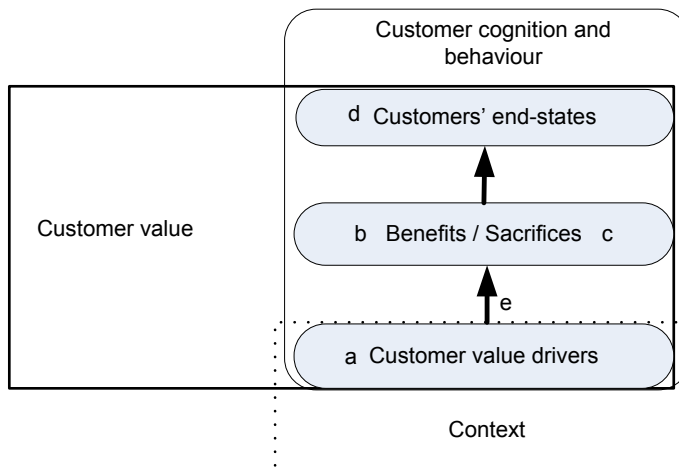 Customer cognition and
behaviour
d Customers’ end-states
Customer value
b Benefits / Sacrifices c
e
a Customer value drivers
Context